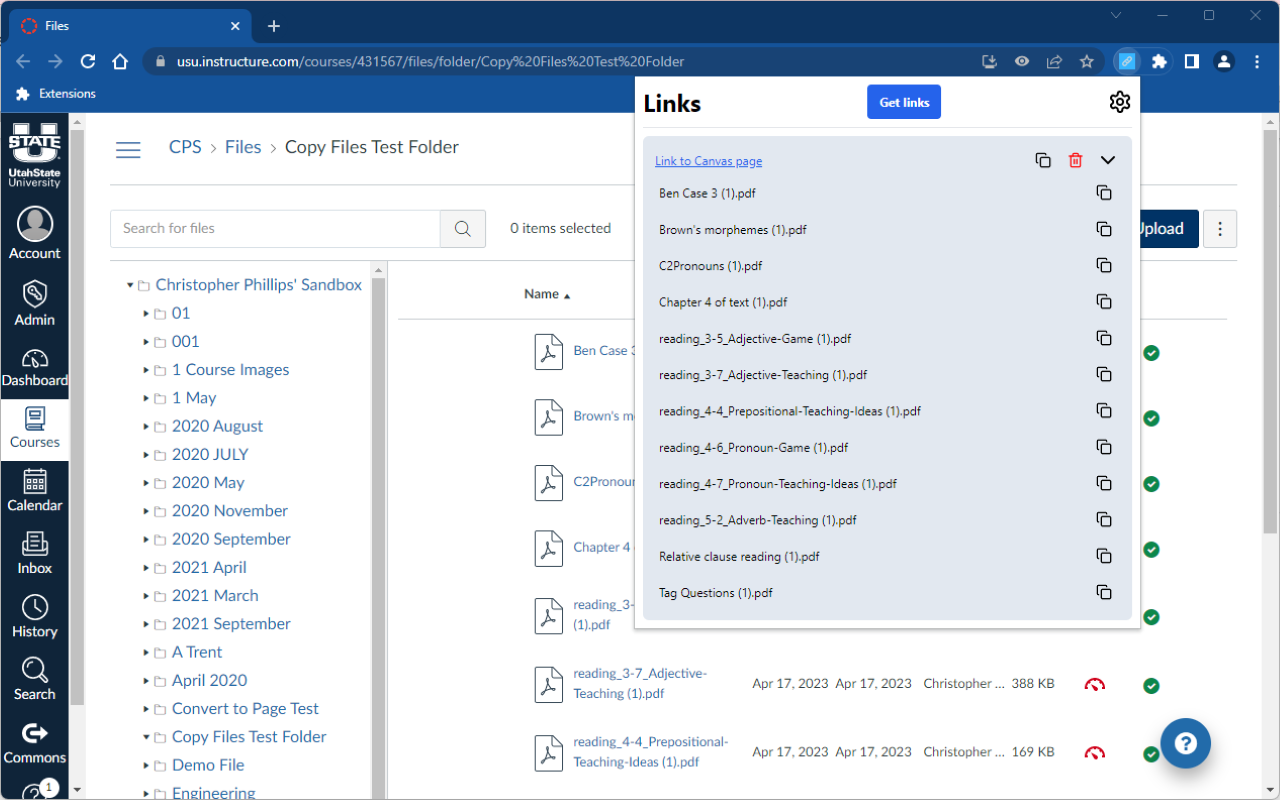 Files
usu.instructure.com/courses/431567/files/folder/Copy%20Files%20Test%20Folder
Extensions
Links
Get links
Link to Canvas page
Ben Case 3 (1).pdf
Brown's morphemes (1).pdf
C2Pronouns (1).pdf
Chapter 4 of text (1).pdf
reading_3-5_Adjective-Game (1).pdf
reading_3-7_Adjective-Teaching (1).pdf
reading_4-4_Prepositional-Teaching-Ideas (1).pdf
reading_4-6_Pronoun-Game (1).pdf
reading_4-7_Pronoun-Teaching-Ideas (1).pdf
reading_5-2_Adverb-Teaching (1).pdf
Relative clause reading (1).pdf
Tag Questions (1).pdf
STATE
UtahState
University
Account
Admin
Dashboard
Courses
Calendar
Inbox
History
Search
Commons
1
CPS > Files > Copy Files Test Folder
Search for files
0 items selected
Upload
Christopher Phillips' Sandbox
01
001
1 Course Images
1 May
2020 August
2020 JULY
2020 May
2020 November
2020 September
2021 April
2021 March
2021 September
A Trent
April 2020
Convert to Page Test
Copy Files Test Folder
Demo File
Engineering
Name
Ben Case 3
Brown's m
C2Pronour
Chapter 4
reading_3-
(1).pdf
reading_3-7_Adjective-
Teaching (1).pdf
Apr 17, 2023 Apr 17, 2023 Christopher ... 388 KB
reading_4-4_Prepositional-
Teaching-Ideas (1).pdf
Apr 17, 2023 Apr 17, 2023 Christopher ... 169 KB
?